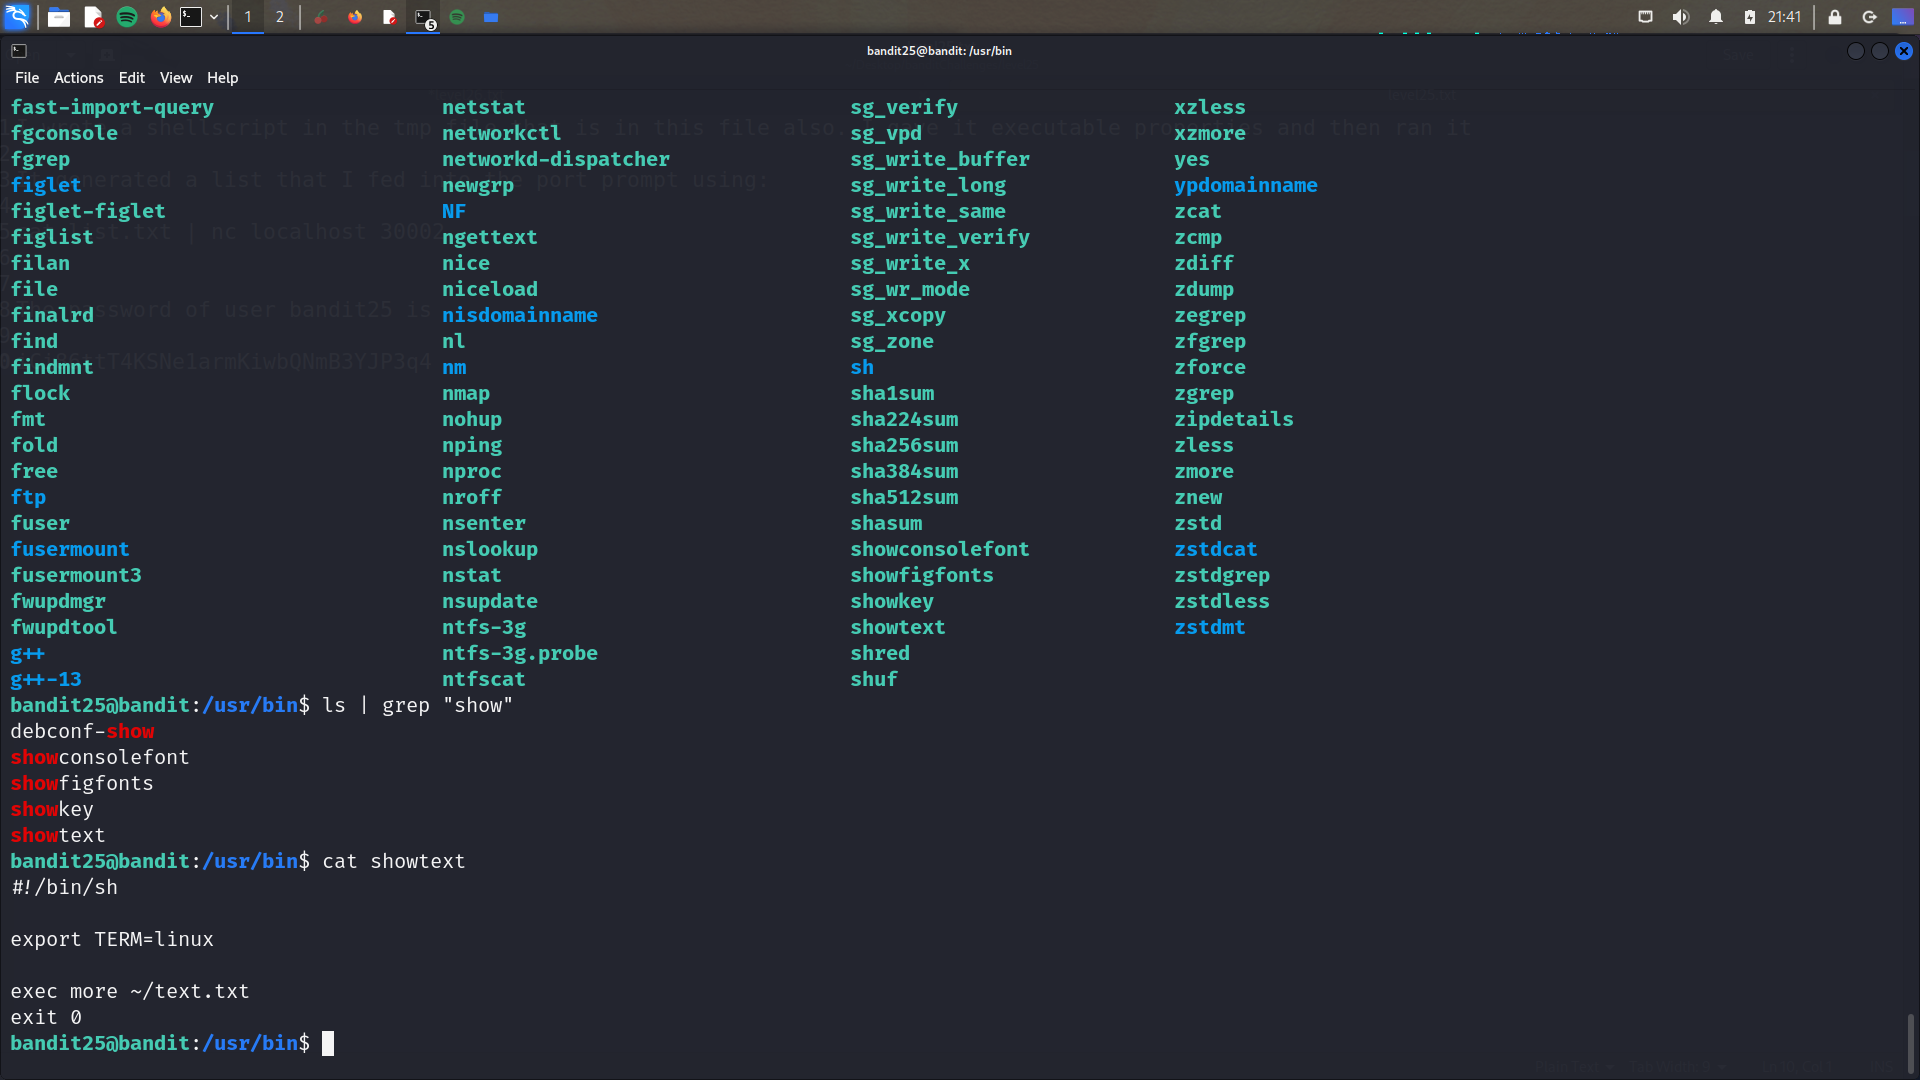 1 2 5 21:41
bandit25@bandit: /usr/bin
File Actions Edit View Help
fast-import-query netstat sg_verify xzless
fgconsole networkctl sg_vpd xzmore
fgrep networkd-dispatcher sg_write_buffer yes
figlet newgrp sg_write_long ypdomainname
figlet-figlet NF sg_write_same zcat
figlist ngettext sg_write_verify zcmp
filan nice sg_write_x zdiff
file niceload sg_wr_mode zdump
finalrd nisdomainname sg_xcopy zegrep
find nl sg_zone zfgrep
findmnt nm sh zforce
flock nmap sha1sum zgrep
fmt nohup sha224sum zipdetails
fold nping sha256sum zless
free nproc sha384sum zmore
ftp nroff sha512sum znew
fuser nsenter shasum zstd
fusermount nslookup showconsolefont zstdcat
fusermount3 nstat showfigfonts zstdgrep
fwupdmgr nsupdate showkey zstdless
fwupdtool ntfs-3g showtext zstdmt
g++ ntfs-3g.probe shred
g++-13 ntfscat shuf
bandit25@bandit:/usr/bin$ ls | grep "show"
debconf-show
showconsolefont
showfigfonts
showkey
showtext
bandit25@bandit:/usr/bin$ cat showtext
#!/bin/sh
export TERM=linux
exec more ~/text.txt
exit 0
bandit25@bandit:/usr/bin$